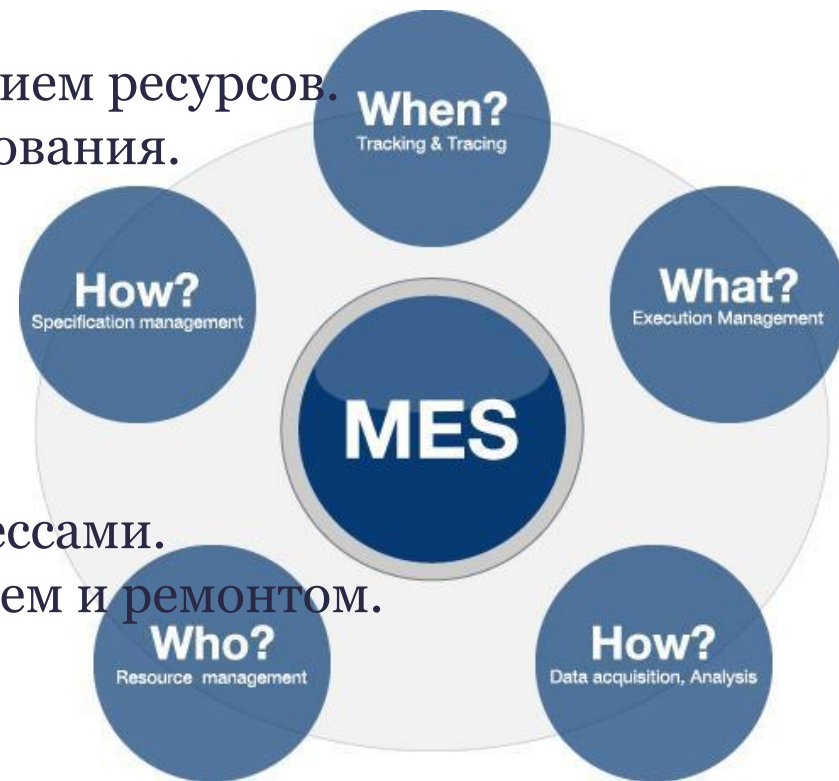 ием ресурсов.
ования.
ессами.
ем и ремонтом.
When?
Tracking & Tracing
What?
Execution Management
How?
Specification management
MES
Who?
Resource management
How?
Data acquisition, Analysis